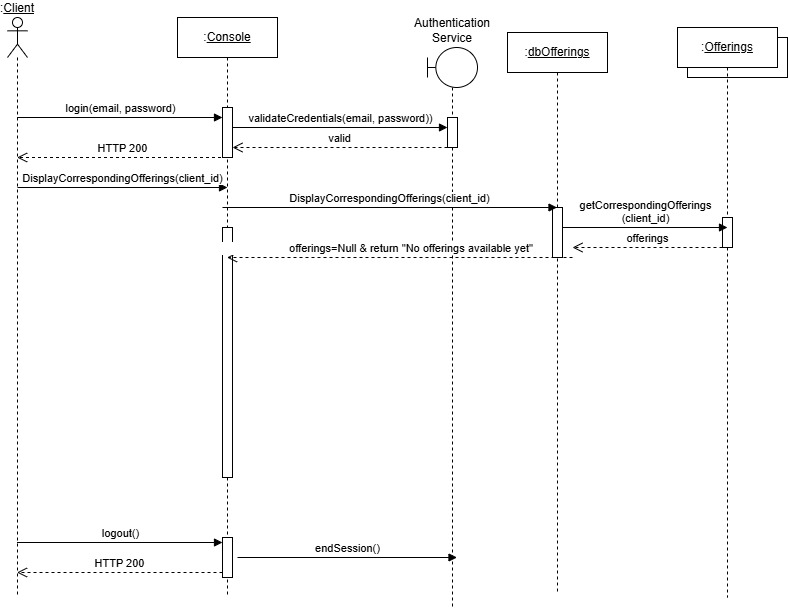 :Client
:Console
Authentication
Service
:dbOfferings
:Offerings
login(email, password)
validateCredentials(email, password))
valid
HTTP 200
DisplayCorrespondingOfferings(client_id)
DisplayCorrespondingOfferings(client_id)
getCorrespondingOfferings
(client_id)
offerings
offerings=Null & return "No offerings available yet"
logout()
endSession()
HTTP 200